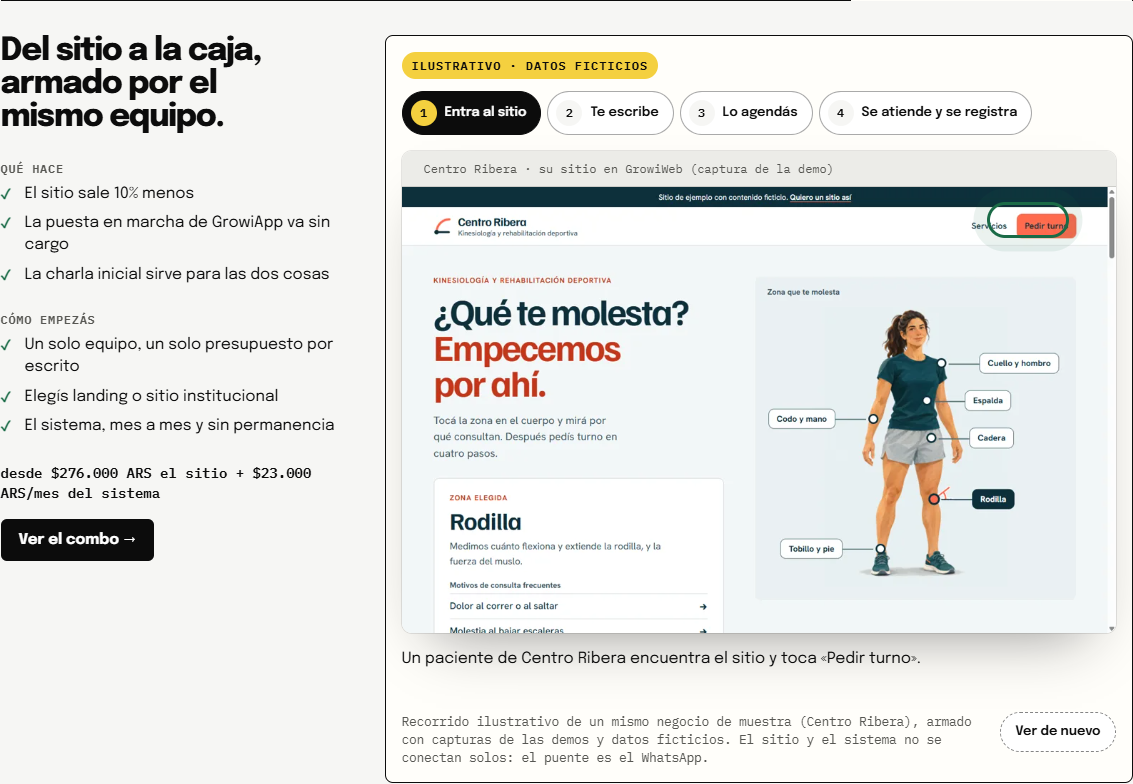 Del sitio a la caja,
armado por el
mismo equipo.
QUÉ HACE
✓ El sitio sale 10% menos
✓ La puesta en marcha de GrowiApp va sin
cargo
✓ La charla inicial sirve para las dos cosas
CÓMO EMPEZÁS
✓ Un solo equipo, un solo presupuesto por
escrito
✓ Elegís landing o sitio institucional
✓ El sistema, mes a mes y sin permanencia
desde $276.000 ARS el sitio + $23.000
ARS/mes del sistema
Ver el combo →
ILUSTRATIVO · DATOS FICTICIOS
1 Entra al sitio
2 Te escribe
3 Lo agendás
4 Se atiende y se registra
Centro Ribera · su sitio en GrowiWeb (captura de la demo)
Sitio de ejemplo con contenido ficticio. Quiero un sitio así
Centro Ribera
Kinesiología y rehabilitación deportiva
Servicios
Pedir turno
KINESIOLOGÍA Y REHABILITACIÓN DEPORTIVA
¿Qué te molesta?
Empecemos
por ahí.
Tocá la zona en el cuerpo y mirá por
qué consultan. Después pedís turno en
cuatro pasos.
ZONA ELEGIDA
Rodilla
Medimos cuánto flexiona y extiende la rodilla, y la
fuerza del muslo.
Motivos de consulta frecuentes
Dolor al correr o al saltar →
Molestia al bajar escaleras →
Zona que te molesta
Cuello y hombro
Espalda
Codo y mano
Cadera
Rodilla
Tobillo y pie
Un paciente de Centro Ribera encuentra el sitio y toca «Pedir turno».
Recorrido ilustrativo de un mismo negocio de muestra (Centro Ribera), armado
con capturas de las demos y datos ficticios. El sitio y el sistema no se
conectan solos: el puente es el WhatsApp.
Ver de nuevo